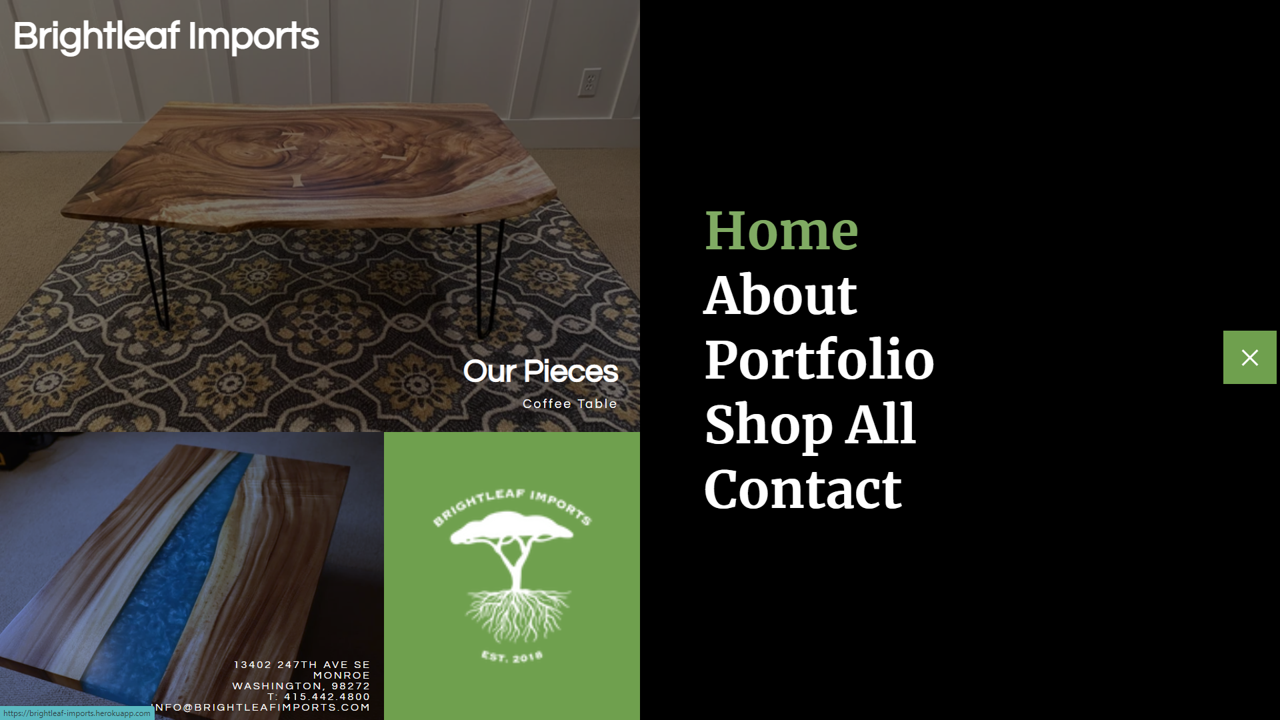 Brightleaf Imports
Our Pieces
Coffee Table
13402 247TH AVE SE
MONROE
WASHINGTON, 98272
T: 415.442.4800
INFO@BRIGHTLEAFIMPORTS.COM
https://brightleaf-imports.herokuapp.com
BRIGHTLEAF IMPORTS
EST. 2018
Home
About
Portfolio
Shop All
Contact